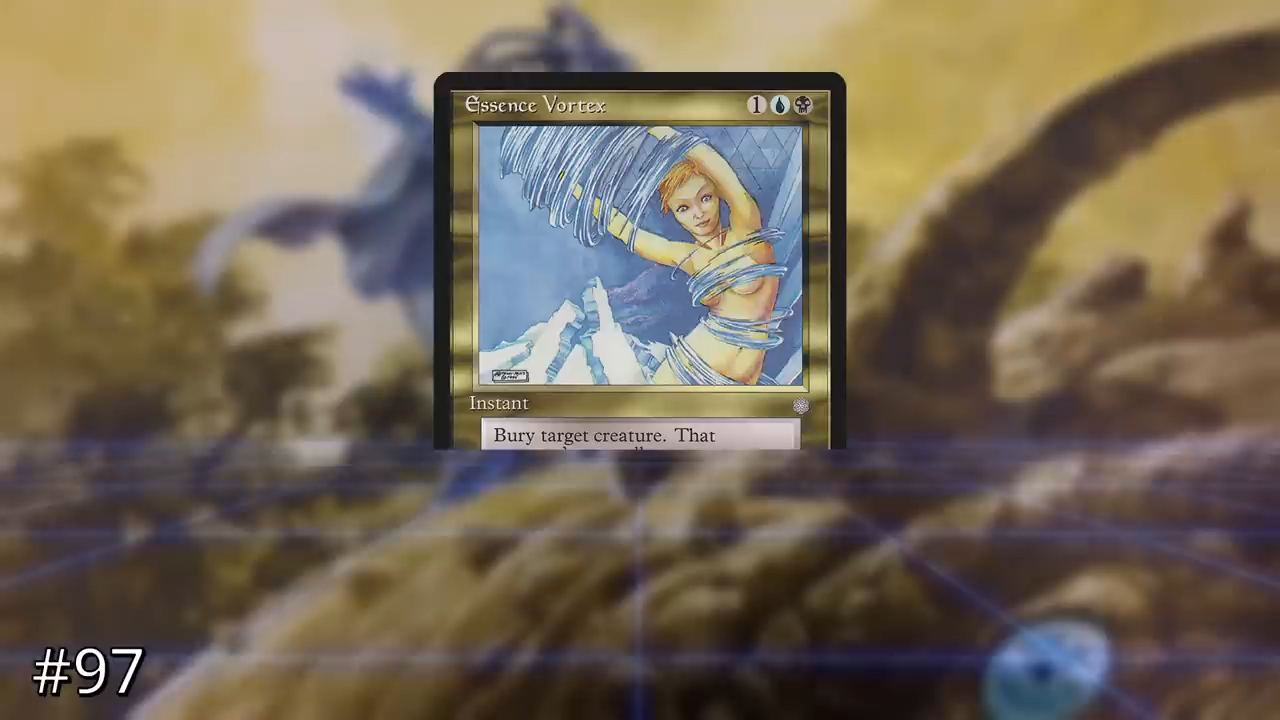 Essence Vortex
1
Instant
Bury target creature. That
#97